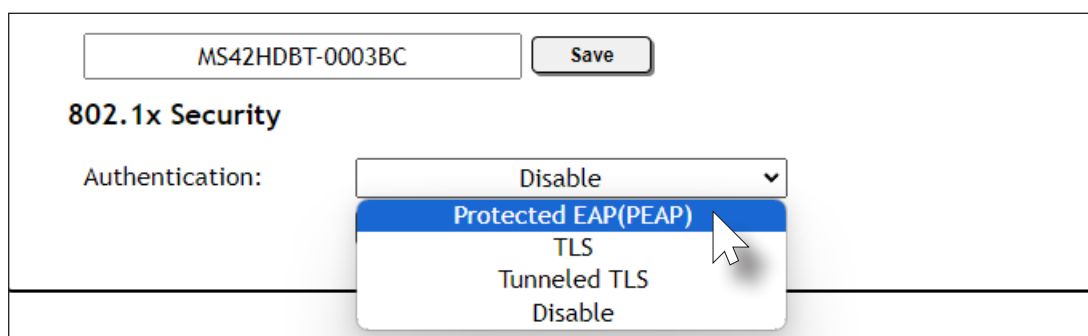 MS42HDBT-0003BC Save
802.1x Security
Authentication: Disable
Protected EAP(PEAP)
TLS
Tunneled TLS
Disable